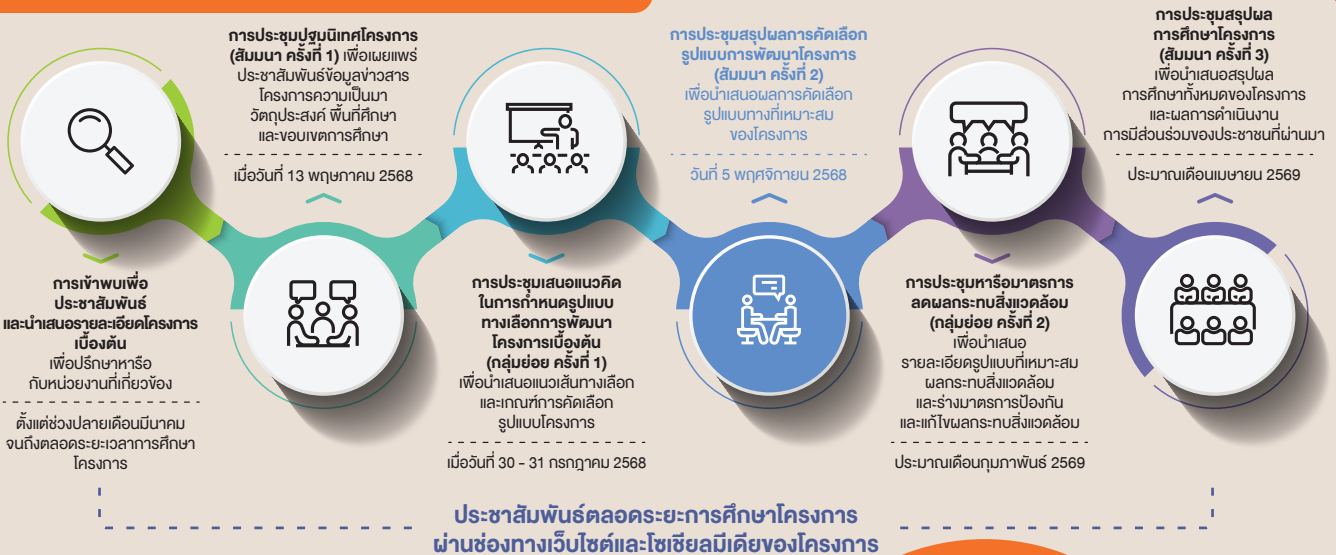 การเข้าพบเพื่อ
ประชาสัมพันธ์
และนำเสนอรายละเอียดโครงการ
เบื้องต้น
เพื่อปรึกษาหารือ
กับหน่วยงานที่เกี่ยวข้อง
ตั้งแต่ช่วงปลายเดือนมีนาคม
จนถึงตลอดระยะเวลาการศึกษา
โครงการ
การประชุมปฐมนิเทศโครงการ
(สัมมนา ครั้งที่ 1) เพื่อเผยแพร่
ประชาสัมพันธ์ข้อมูลข่าวสาร
โครงการความเป็นมา
วัตถุประสงค์ พื้นที่ศึกษา
และขอบเขตการศึกษา
เมื่อวันที่ 13 พฤษภาคม 2568
การประชุมเสนอแนวคิด
ในการกำหนดรูปแบบ
ทางเลือกการพัฒนา
โครงการเบื้องต้น
(กลุ่มย่อย ครั้งที่ 1)
เพื่อนำเสนอแนวเส้นทางเลือก
และเกณฑ์การคัดเลือก
รูปแบบโครงการ
เมื่อวันที่ 30 - 31 กรกฎาคม 2568
การประชุมสรุปผลการคัดเลือก
รูปแบบการพัฒนาโครงการ
(สัมมนา ครั้งที่ 2)
เพื่อนำเสนอผลการคัดเลือก
รูปแบบทางที่เหมาะสม
ของโครงการ
วันที่ 5 พฤศจิกายน 2568
การประชุมหารือมาตรการ
ลดผลกระทบสิ่งแวดล้อม
(กลุ่มย่อย ครั้งที่ 2)
เพื่อนำเสนอ
รายละเอียดรูปแบบที่เหมาะสม
ผลกระทบสิ่งแวดล้อม
และร่างมาตรการป้องกัน
และแก้ไขผลกระทบสิ่งแวดล้อม
ประมาณเดือนกุมภาพันธ์ 2569
การประชุมสรุปผล
การศึกษาโครงการ
(สัมมนา ครั้งที่ 3)
เพื่อนำเสนอสรุปผล
การศึกษาทั้งหมดของโครงการ
และผลการดำเนินงาน
การมีส่วนร่วมของประชาชนที่ผ่านมา
ประมาณเดือนเมษายน 2569
ประชาสัมพันธ์ตลอดระยะการศึกษาโครงการ
ผ่านช่องทางเว็บไซต์และโซเชียลมีเดียของโครงการ